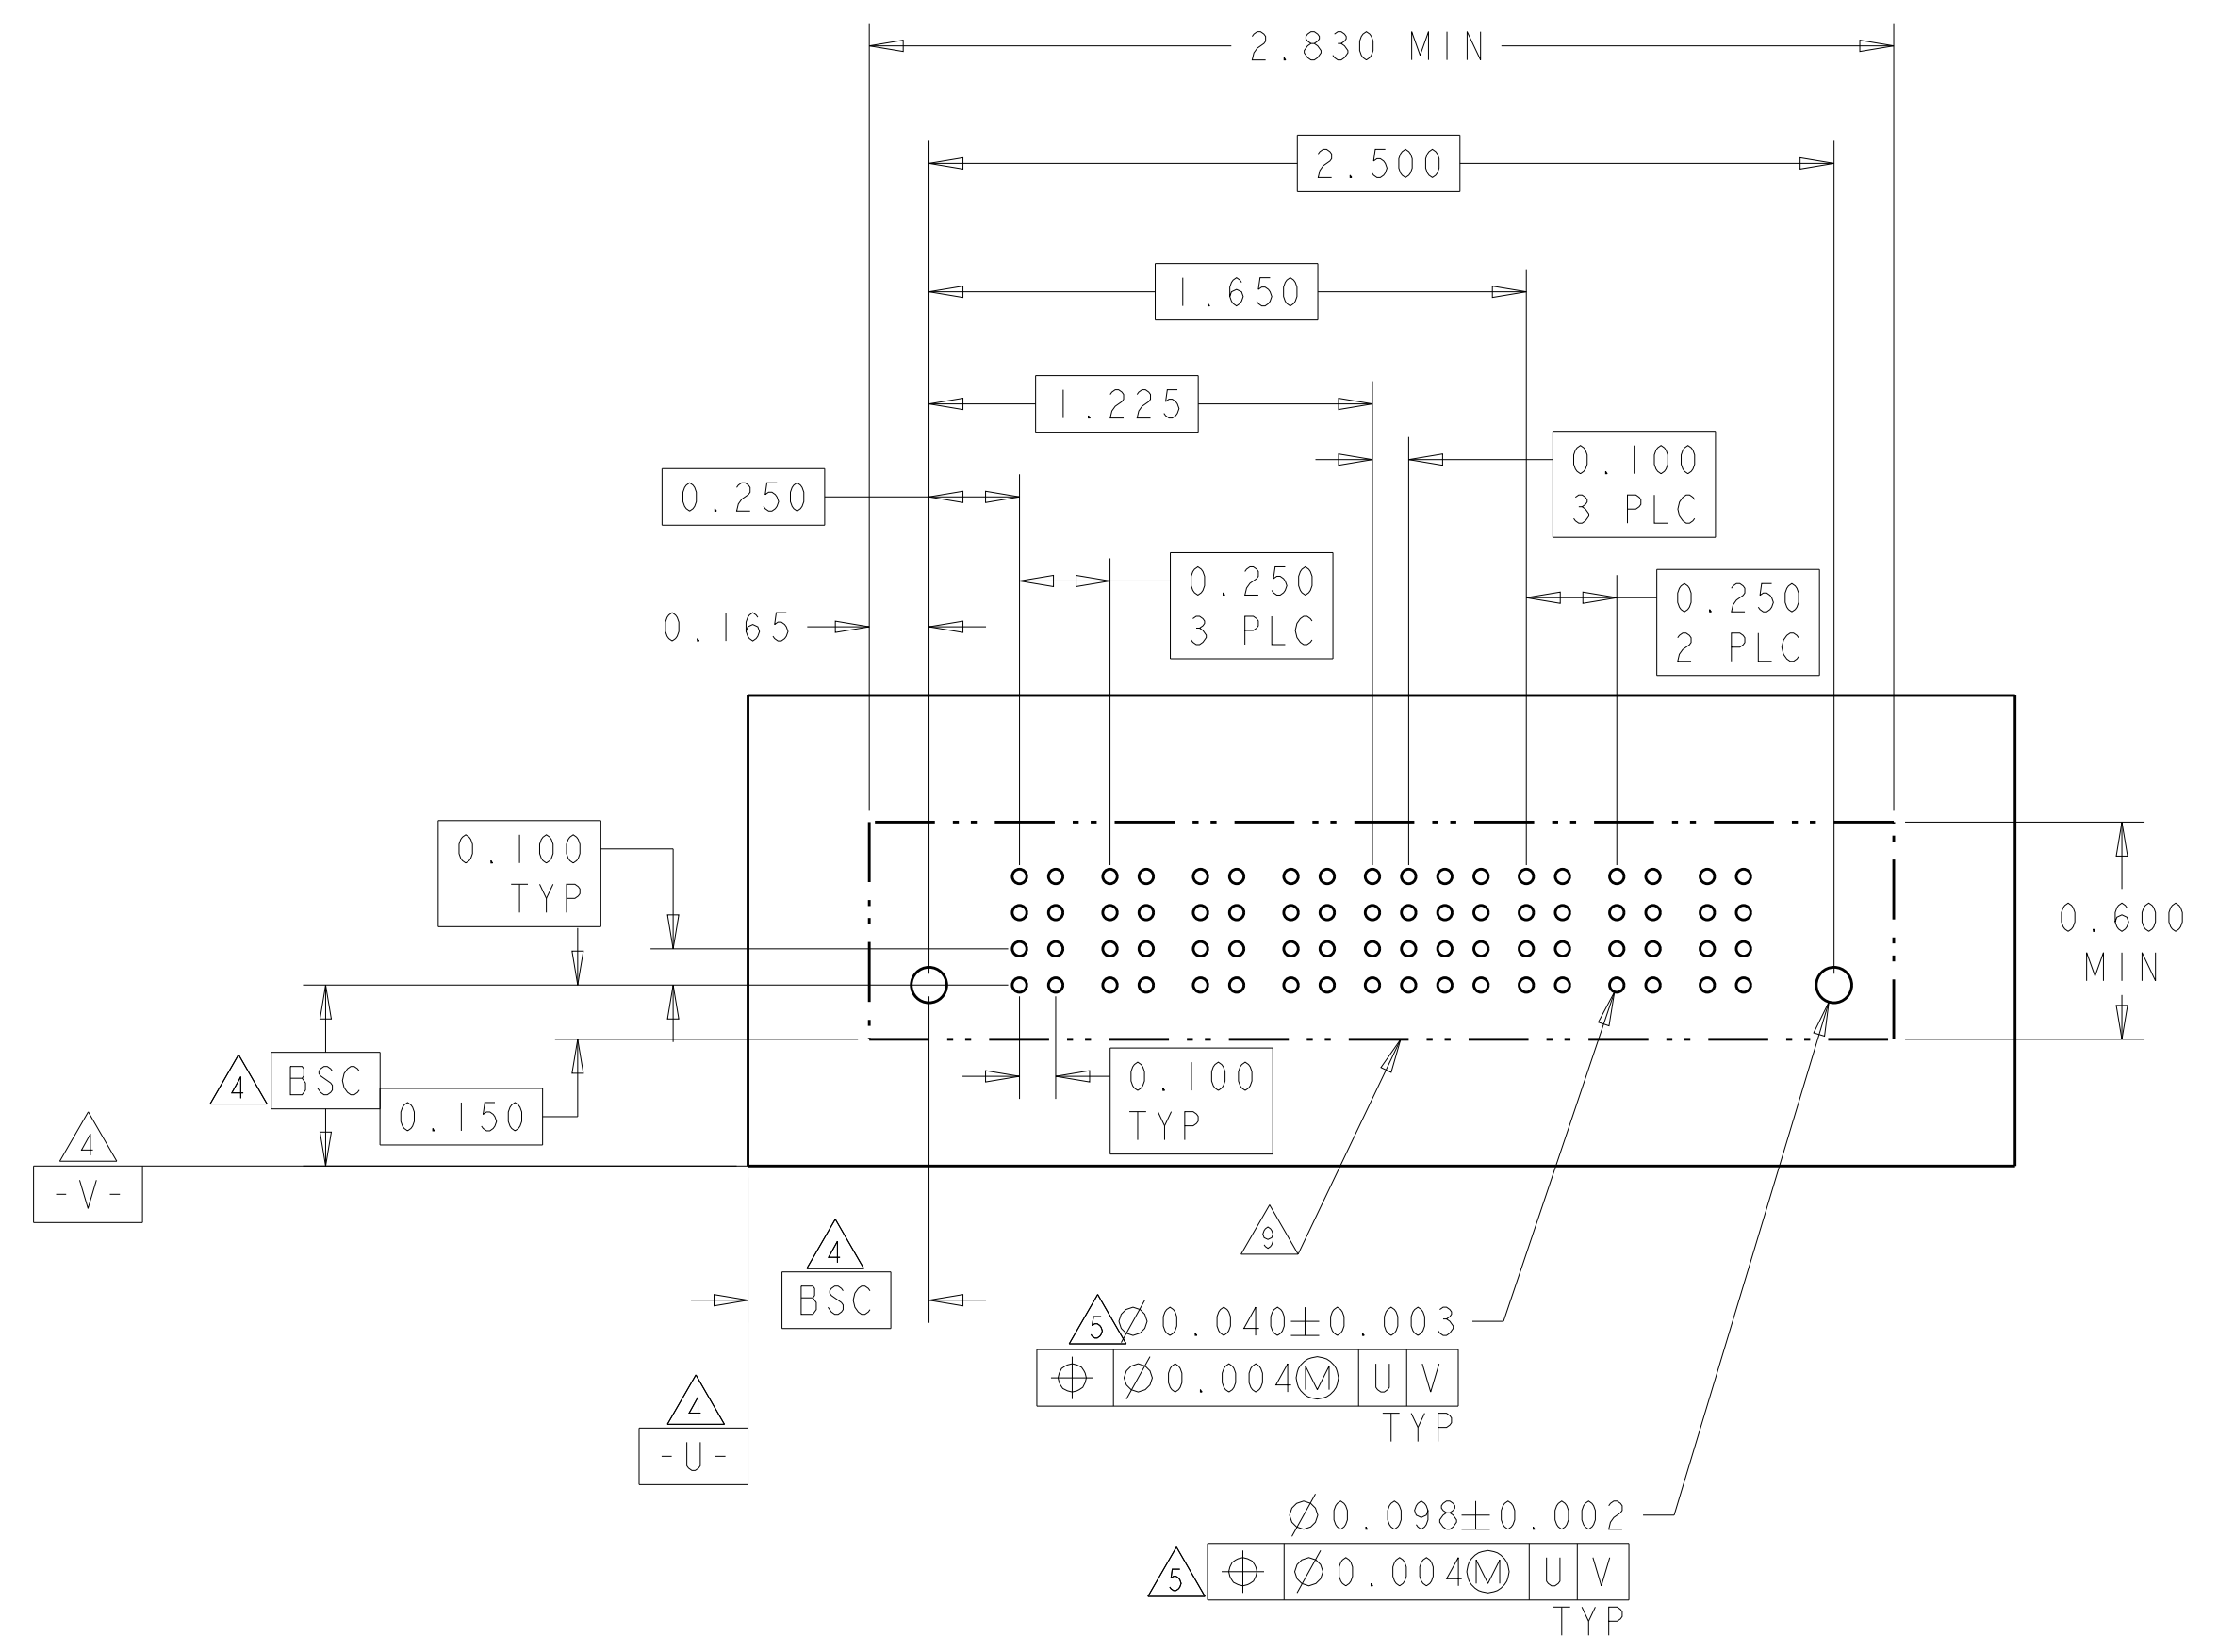 2.830 MIN
2.500
1.650
1.225
0.100
3 PLC
0.250
0.250
3 PLC
0.250
2 PLC
0.165
0.100
TYP
0.600
MIN
4
BSC
0.150
0.100
TYP
4
-V-
9
4
BSC
5
Ø0.040±0.003
⌖ Ø0.004Ⓜ U V
TYP
4
-U-
Ø0.098±0.002
5
⌖ Ø0.004Ⓜ U V
TYP